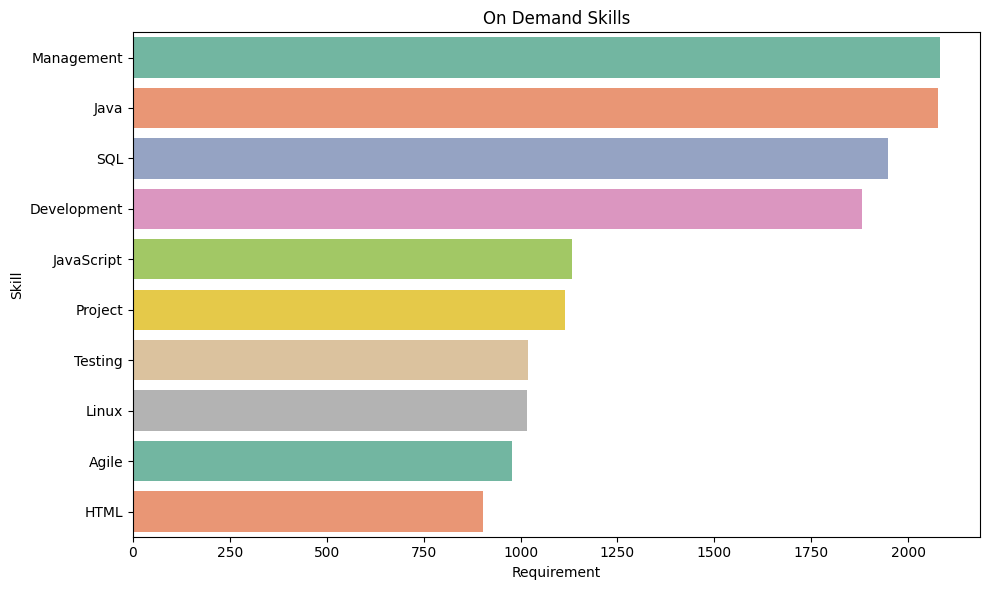 On Demand Skills
Skill
Management
Java
SQL
Development
JavaScript
Project
Testing
Linux
Agile
HTML
0 250 500 750 1000 1250 1500 1750 2000
Requirement